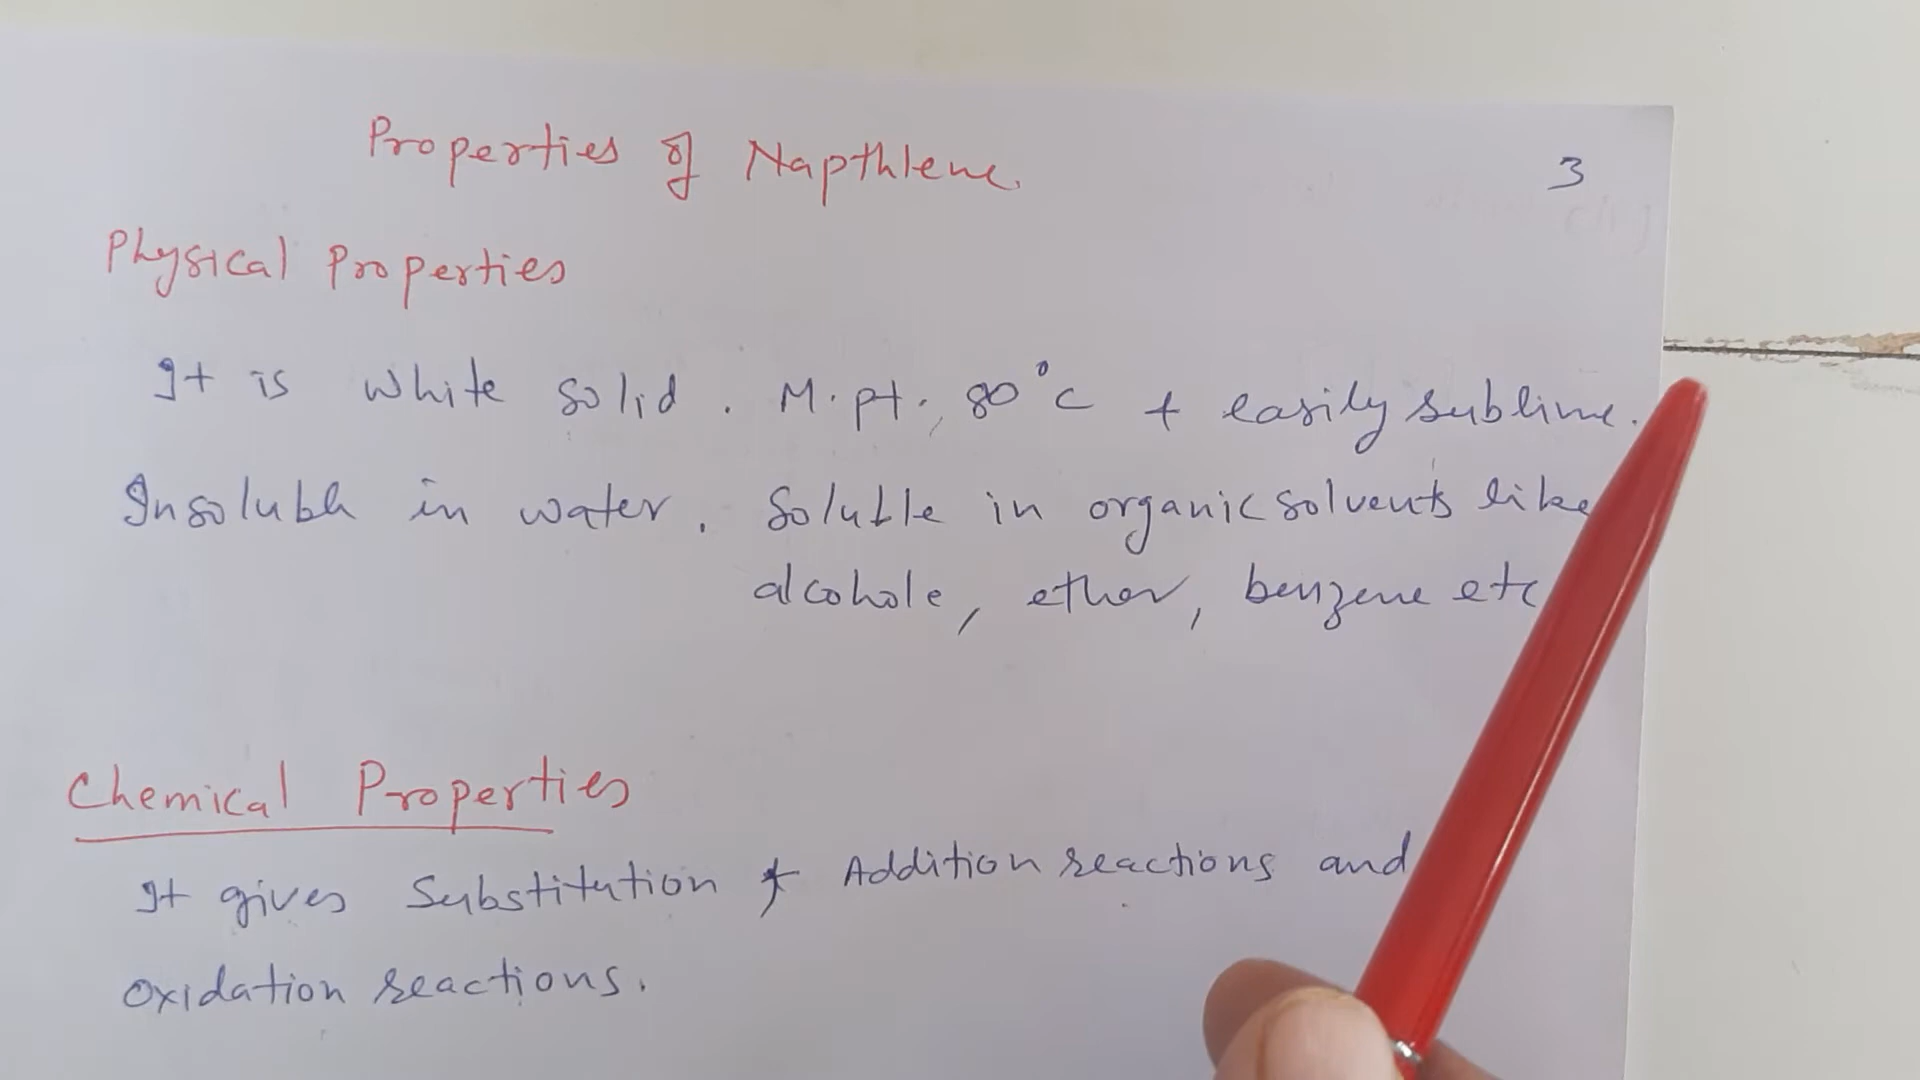 Properties of Napthlene.
3
Physical Properties
It is white solid. M.pt., 80°C + easily sublime.
Insoluble in water. Soluble in organic solvents like
alcohole, ether, benzene etc
Chemical Properties
It gives Substitution & Addition reactions and
oxidation reactions.